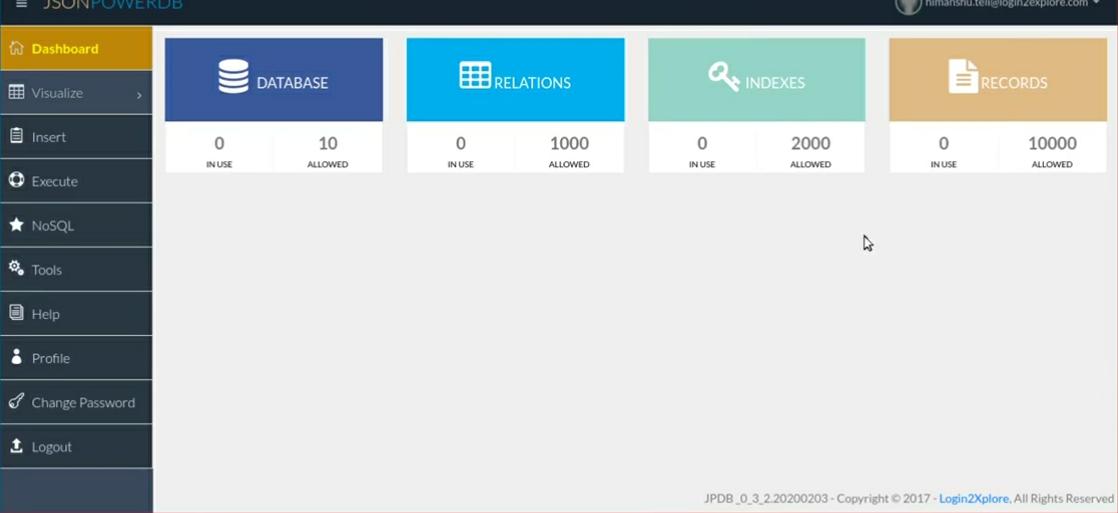 JSONPOWERDB
himanshu.teli@login2explore.com
Dashboard
Visualize
Insert
Execute
NoSQL
Tools
Help
Profile
Change Password
Logout
DATABASE
0 10
IN USE ALLOWED
RELATIONS
0 1000
IN USE ALLOWED
INDEXES
0 2000
IN USE ALLOWED
RECORDS
0 10000
IN USE ALLOWED
JPDB_0_3_2.20200203 - Copyright © 2017 - Login2Xplore, All Rights Reserved